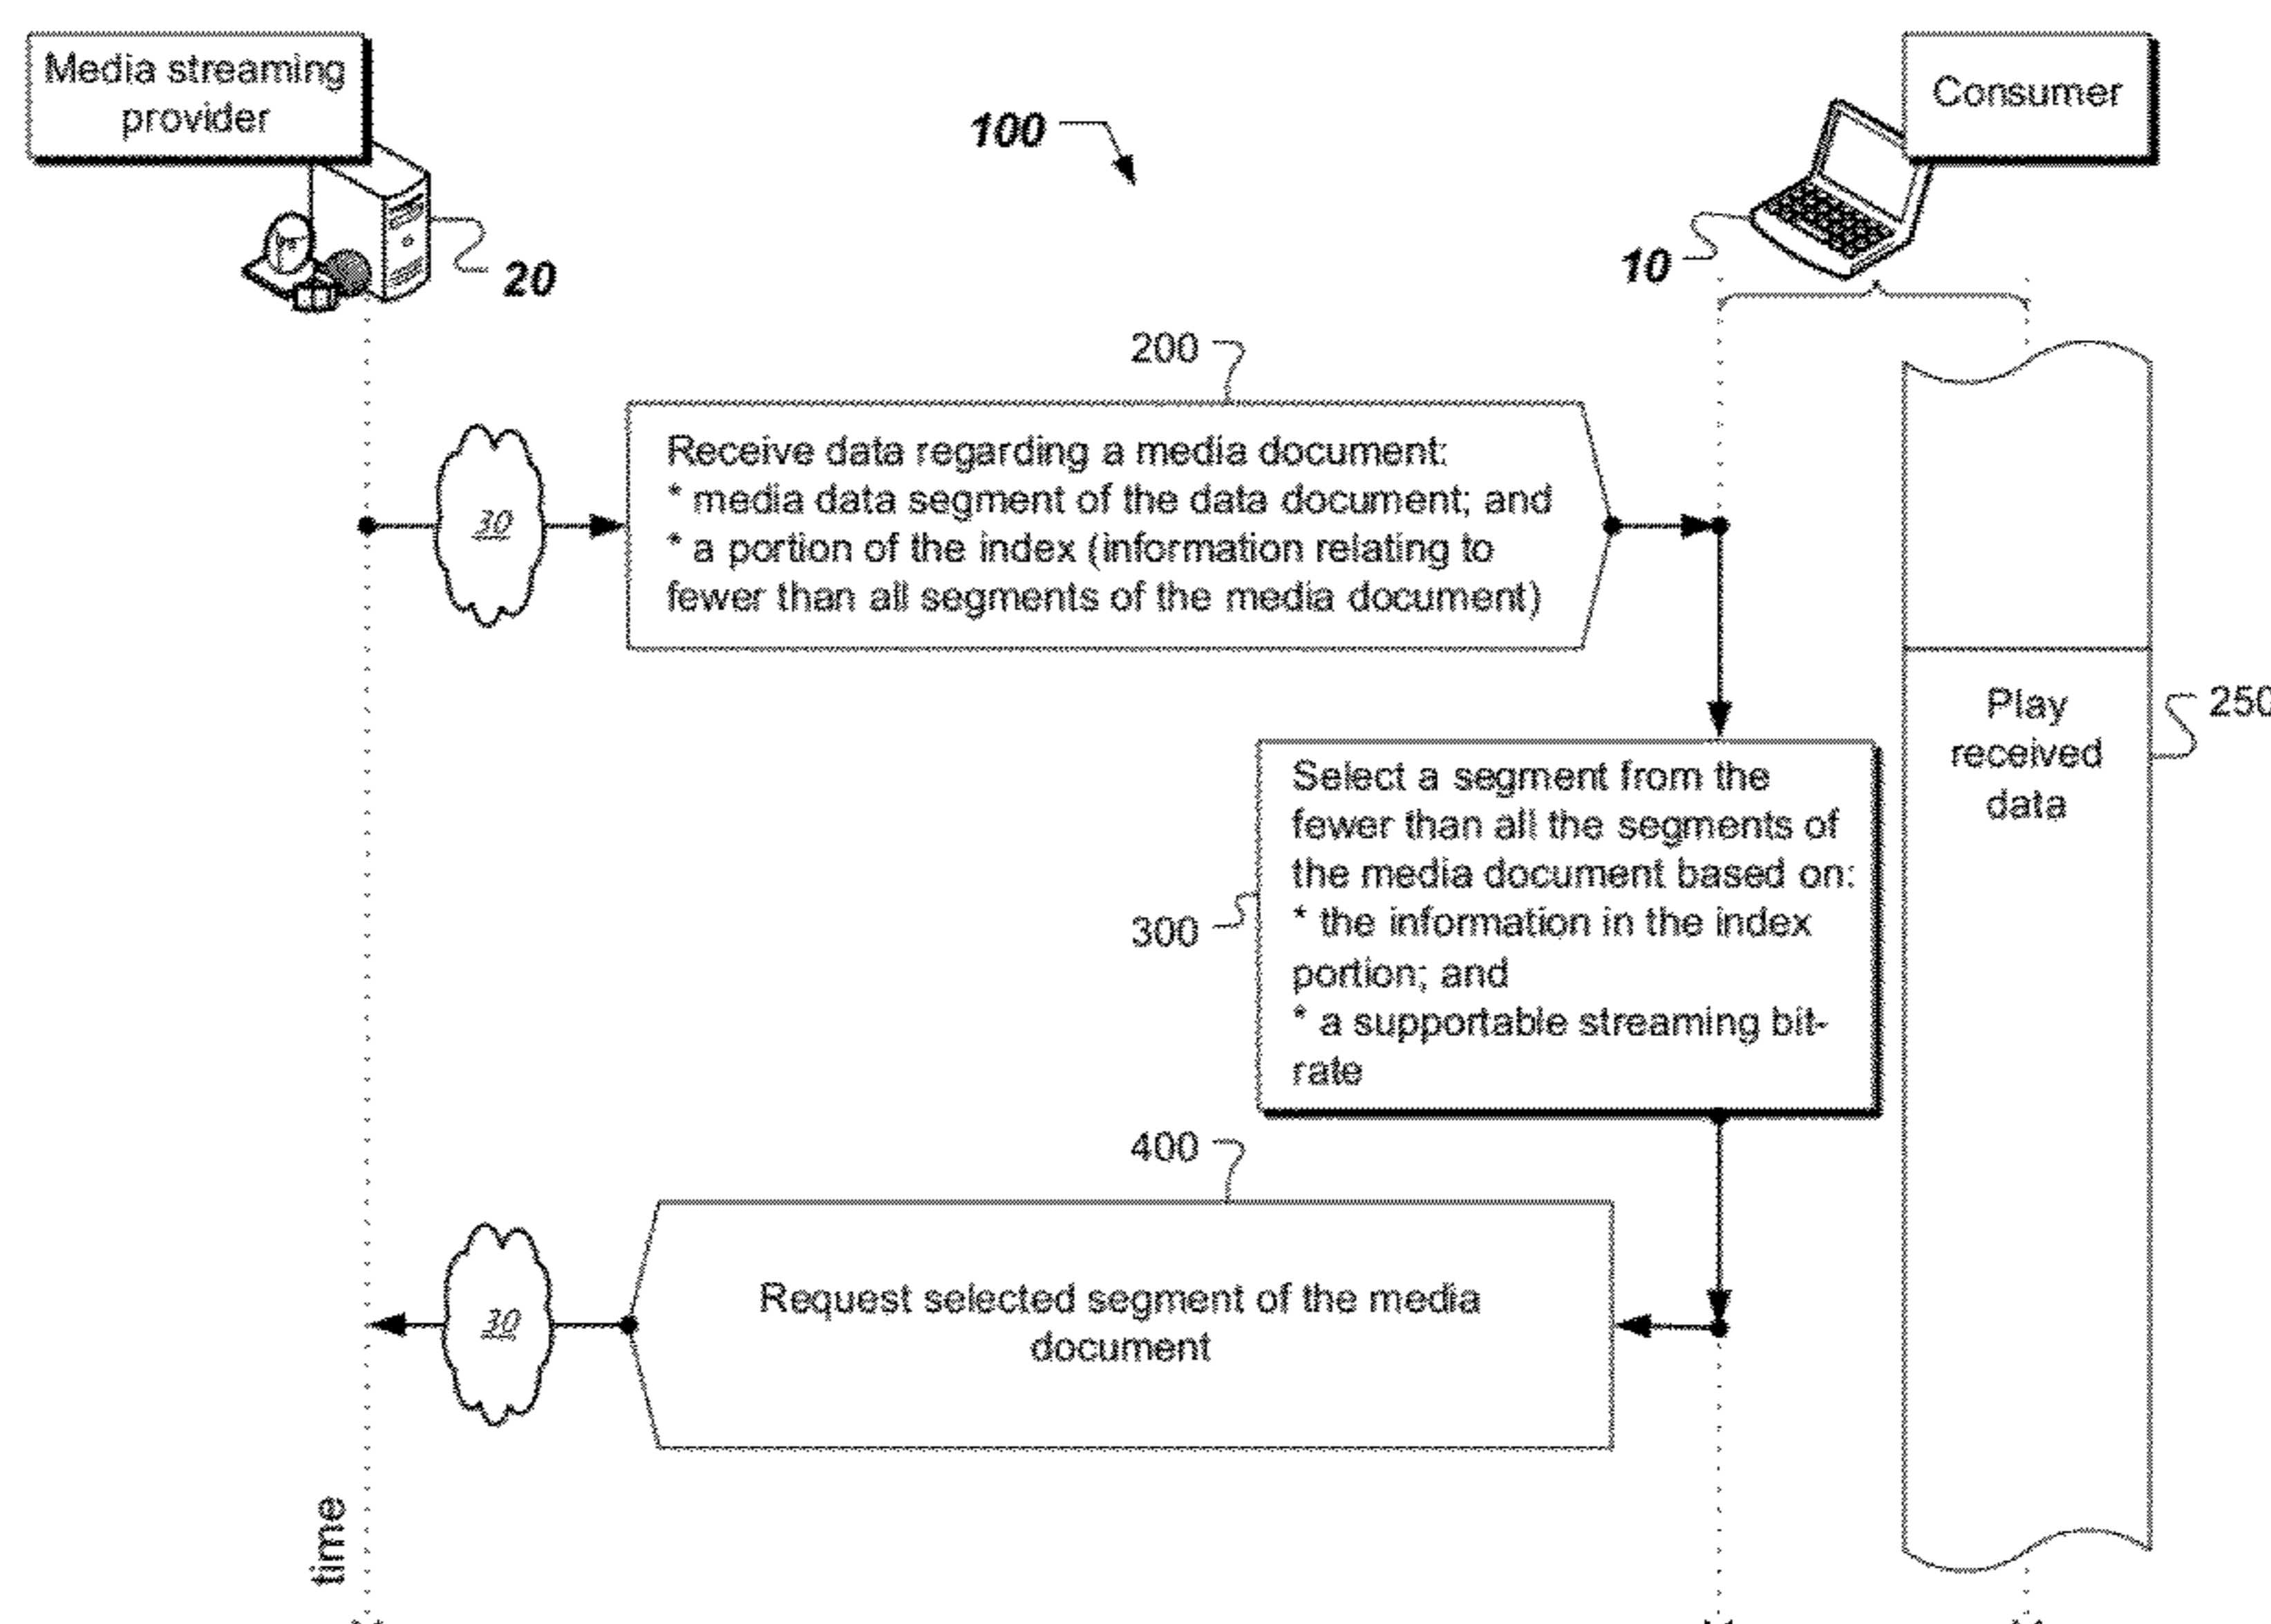 Media streaming
provider
Consumer
100
20
10
200
Receive data regarding a media document:
* media data segment of the data document; and
* a portion of the index (information relating to
fewer than all segments of the media document)
30
Play
received
data
250
Select a segment from the
fewer than all the segments of
the media document based on:
* the information in the index
portion; and
* a supportable streaming bit-
rate
300
400
Request selected segment of the media
document
30
time